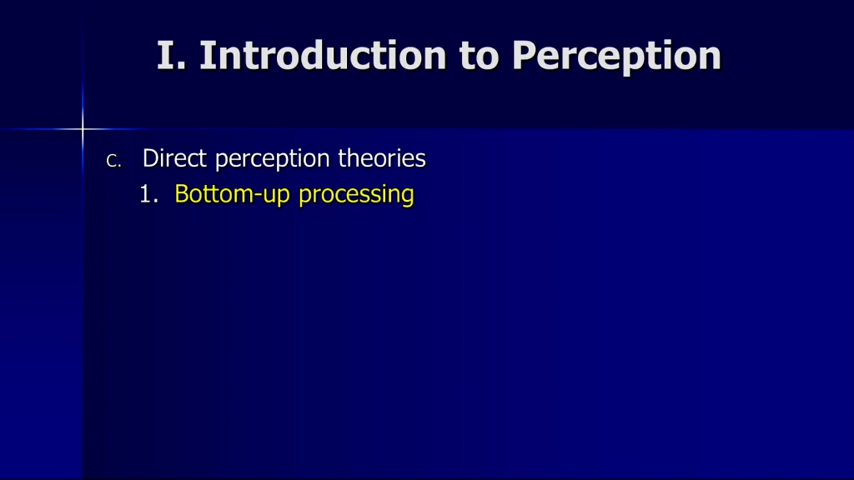 I. Introduction to Perception
C. Direct perception theories
1. Bottom-up processing